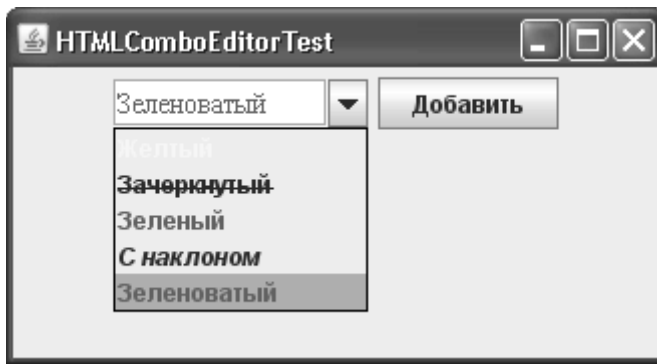 HTMLComboEditorTest
Зеленоватый
Добавить
Желтый
Зачеркнутый
Зеленый
С наклоном
Зеленоватый